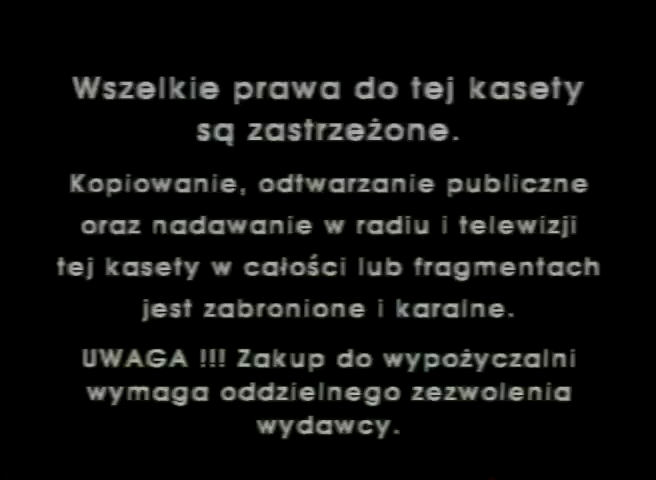 Wszelkie prawa do tej kasety
są zastrzeżone.
Kopiowanie, odtwarzanie publiczne
oraz nadawanie w radiu i telewizji
tej kasety w całości lub fragmentach
jest zabronione i karalne.
UWAGA !!! Zakup do wypożyczalni
wymaga oddzielnego zezwolenia
wydawcy.